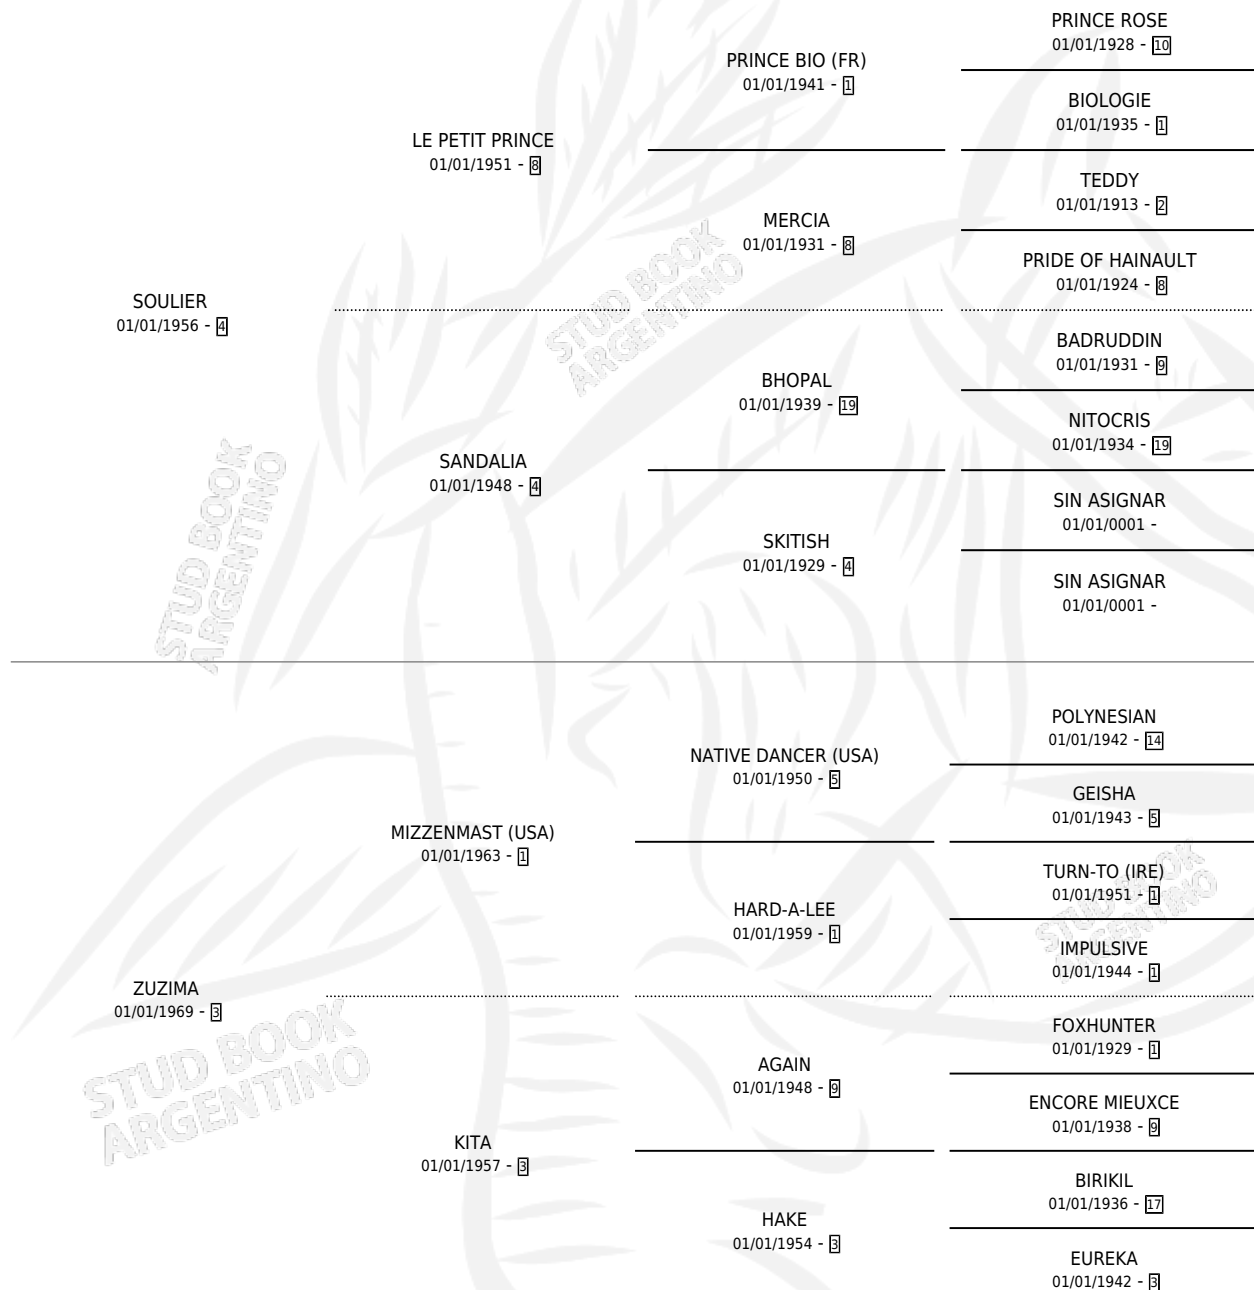 PRINCE ROSE
01/01/1928 - 10
PRINCE BIO (FR)
01/01/1941 - 1
BIOLOGIE
01/01/1935 - 1
LE PETIT PRINCE
01/01/1951 - 8
TEDDY
01/01/1913 - 2
MERCIA
01/01/1931 - 8
PRIDE OF HAINAULT
01/01/1924 - 8
SOULIER
01/01/1956 - 4
STUD BOOK
ARGENTINO
BADRUDDIN
01/01/1931 - 9
BHOPAL
01/01/1939 - 19
NITOCRIS
01/01/1934 - 19
SANDALIA
01/01/1948 - 4
SIN ASIGNAR
01/01/0001 -
SKITISH
01/01/1929 - 4
SIN ASIGNAR
01/01/0001 -
STUD BOOK
ARGENTINO
POLYNESIAN
01/01/1942 - 14
NATIVE DANCER (USA)
01/01/1950 - 5
GEISHA
01/01/1943 - 5
MIZZENMAST (USA)
01/01/1963 - 1
TURN-TO (IRE)
01/01/1951 - 1
HARD-A-LEE
01/01/1959 - 1
STUD BOOK
ARGENTINO
IMPULSIVE
01/01/1944 - 1
ZUZIMA
01/01/1969 - 3
STUD BOOK
ARGENTINO
FOXHUNTER
01/01/1929 - 1
AGAIN
01/01/1948 - 9
ENCORE MIEUXCE
01/01/1938 - 9
KITA
01/01/1957 - 3
BIRIKIL
01/01/1936 - 17
HAKE
01/01/1954 - 3
EUREKA
01/01/1942 - 3